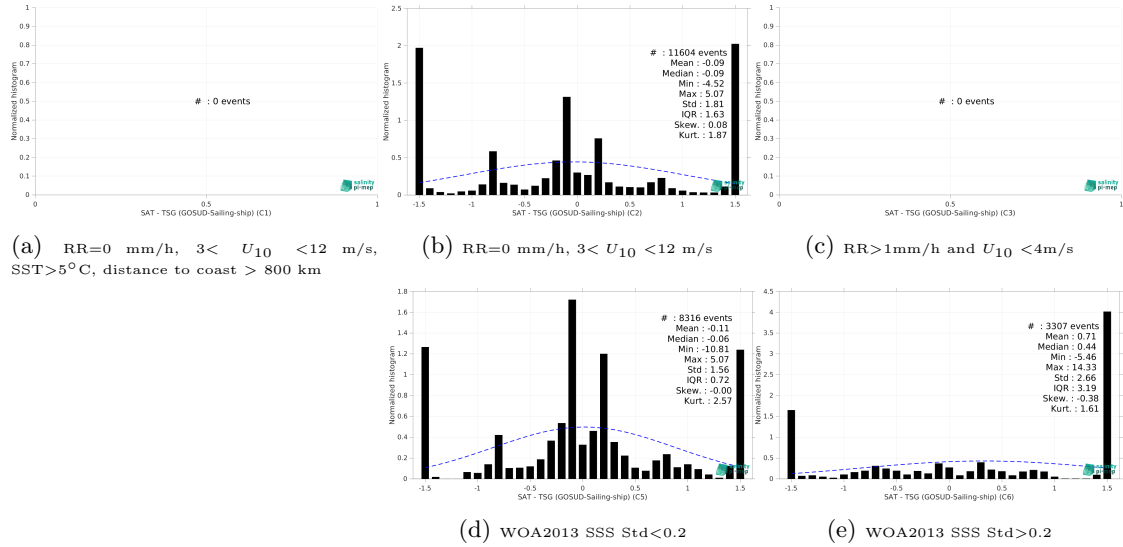 Normalized histogram
1
0.9
0.8
0.7
0.6
0.5
0.4
0.3
0.2
0.1
0
# : 0 events
0 0.5 1
salinity
pi-mep
SAT - TSG (GOSUD-Sailing-ship) (C1)
(a) RR=0 mm/h, 3< U10 <12 m/s,
SST>5°C, distance to coast > 800 km
Normalized histogram
2.5
2
1.5
1
0.5
0
# : 11604 events
Mean : -0.09
Median : -0.09
Min : -4.52
Max : 5.07
Std : 1.81
IQR : 1.63
Skew. : 0.08
Kurt. : 1.87
-1.5 -1 -0.5 0 0.5 1 1.5
salinity
pi-mep
SAT - TSG (GOSUD-Sailing-ship) (C2)
(b) RR=0 mm/h, 3< U10 <12 m/s
Normalized histogram
1
0.9
0.8
0.7
0.6
0.5
0.4
0.3
0.2
0.1
0
# : 0 events
0 0.5 1
salinity
pi-mep
SAT - TSG (GOSUD-Sailing-ship) (C3)
(c) RR>1mm/h and U10 <4m/s
Normalized histogram
1.8
1.6
1.4
1.2
1
0.8
0.6
0.4
0.2
0
# : 8316 events
Mean : -0.11
Median : -0.06
Min : -10.81
Max : 5.07
Std : 1.56
IQR : 0.72
Skew. : -0.00
Kurt. : 2.57
-1.5 -1 -0.5 0 0.5 1 1.5
salinity
pi-mep
SAT - TSG (GOSUD-Sailing-ship) (C5)
(d) WOA2013 SSS Std<0.2
Normalized histogram
4.5
4
3.5
3
2.5
2
1.5
1
0.5
0
# : 3307 events
Mean : 0.71
Median : 0.44
Min : -5.46
Max : 14.33
Std : 2.66
IQR : 3.19
Skew. : -0.38
Kurt. : 1.61
-1.5 -1 -0.5 0 0.5 1 1.5
salinity
pi-mep
SAT - TSG (GOSUD-Sailing-ship) (C6)
(e) WOA2013 SSS Std>0.2